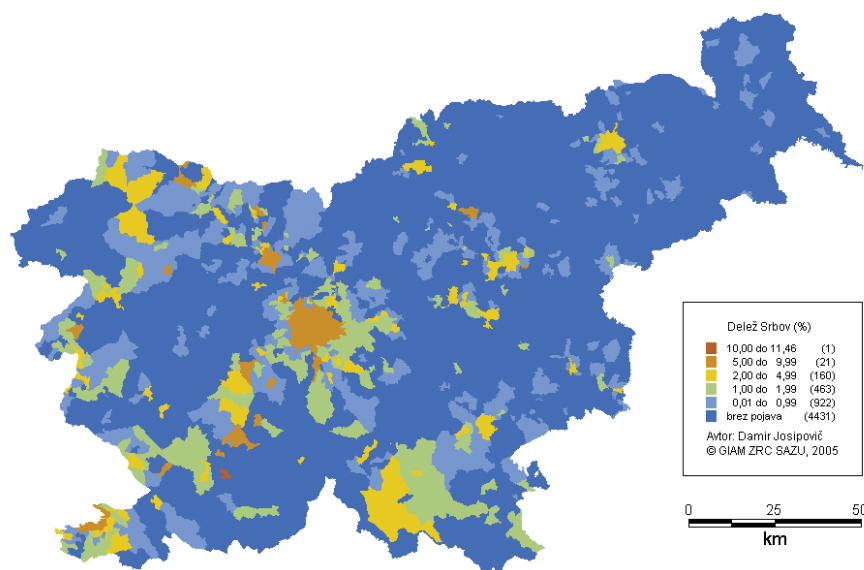 Delež Srbov (%)
10,00 do 11,46 (1)
5,00 do 9,99 (21)
2,00 do 4,99 (160)
1,00 do 1,99 (463)
0,01 do 0,99 (922)
brez pojava (4431)
Avtor: Damir Josipovič
© GIAM ZRC SAZU, 2005
0 25 50
km